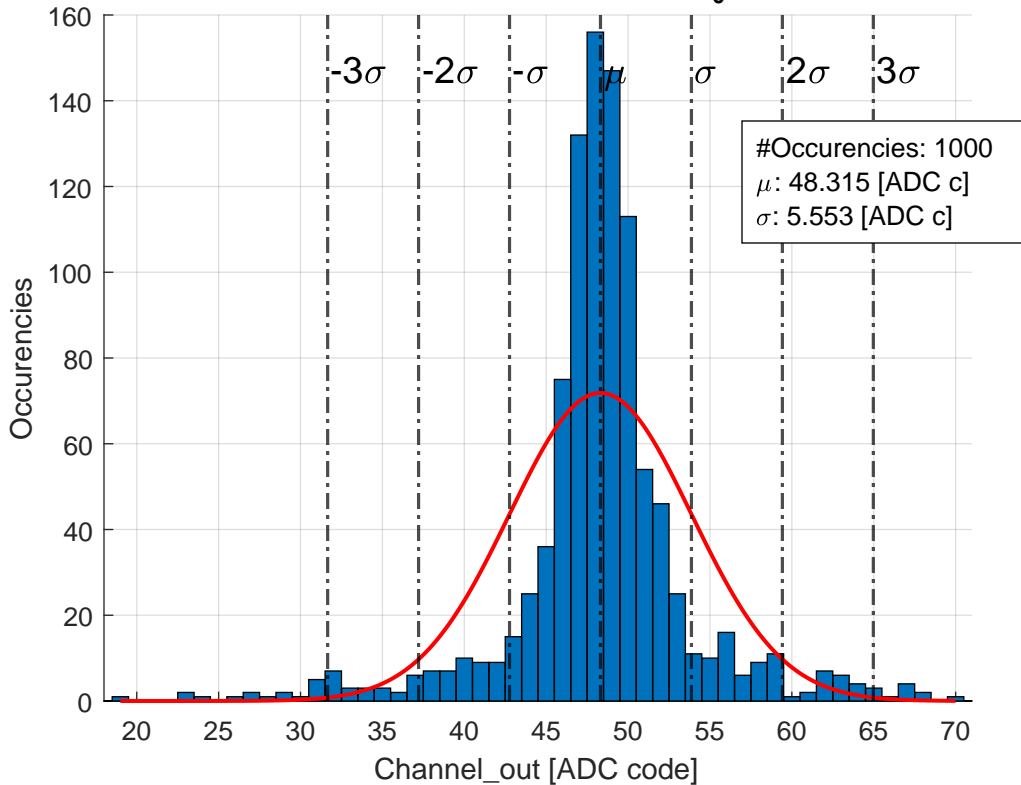 160
140
120
100
80
60
40
20
0
Occurencies
-3σ -2σ -σ μ σ 2σ 3σ
#Occurencies: 1000
μ: 48.315 [ADC c]
σ: 5.553 [ADC c]
20 25 30 35 40 45 50 55 60 65 70
Channel_out [ADC code]